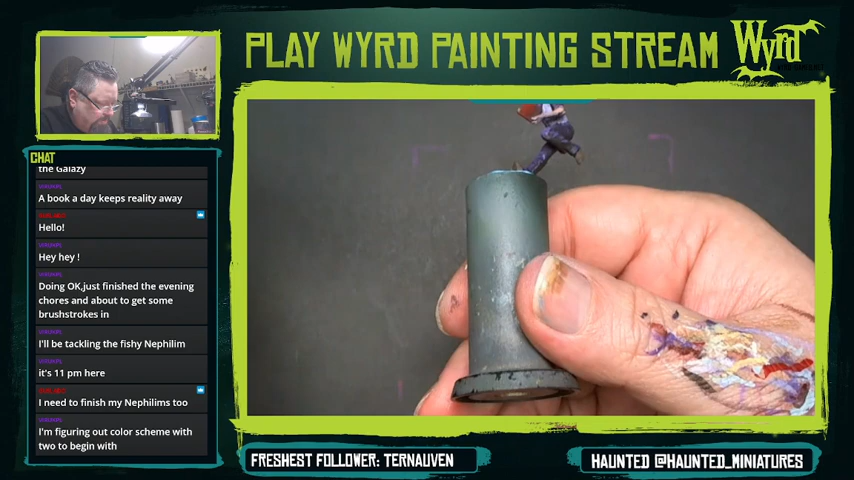 PLAY WYRD PAINTING STREAM
Wyrd
CHAT
the Galazy
A book a day keeps reality away
Hello!
Hey hey !
Doing OK,just finished the evening
chores and about to get some
brushstrokes in
I'll be tackling the fishy Nephilim
it's 11 pm here
I need to finish my Nephilims too
I'm figuring out color scheme with
two to begin with
FRESHEST FOLLOWER: TERNAUVEN
HAUNTED @HAUNTED_MINIATURES